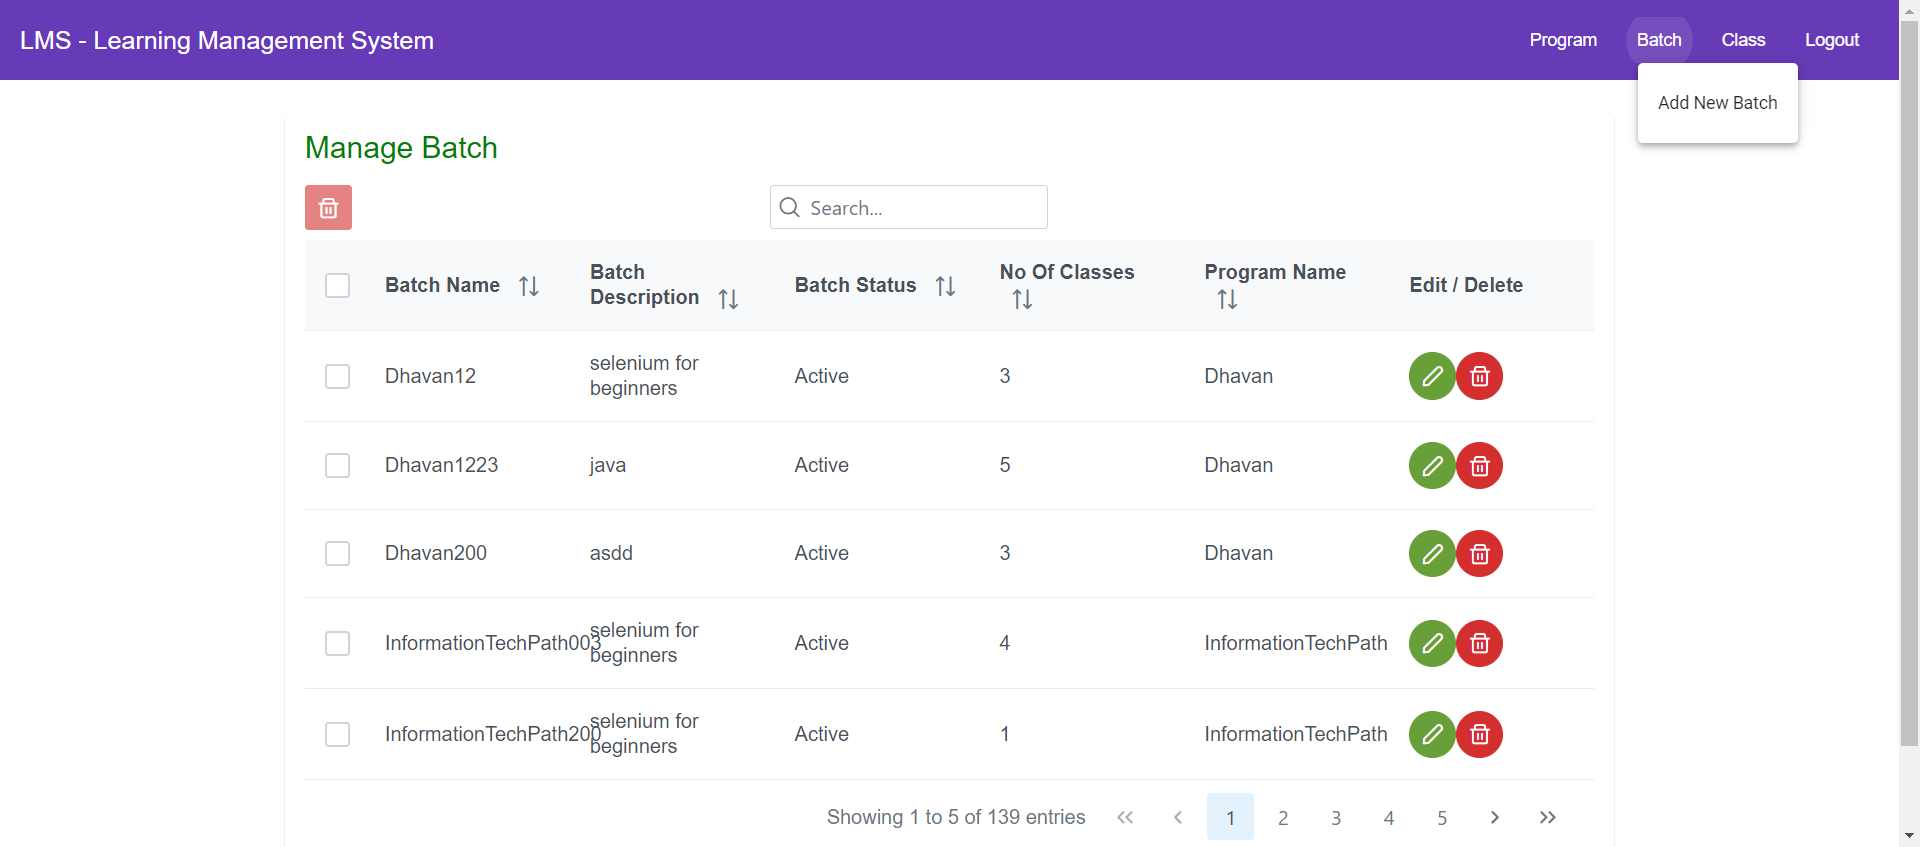 LMS - Learning Management System
Program Batch Class Logout
Add New Batch
Manage Batch
Search...
Batch Name Batch Description Batch Status No Of Classes Program Name Edit / Delete
Dhavan12 selenium for beginners Active 3 Dhavan
Dhavan1223 java Active 5 Dhavan
Dhavan200 asdd Active 3 Dhavan
InformationTechPath003 selenium for beginners Active 4 InformationTechPath
InformationTechPath200 selenium for beginners Active 1 InformationTechPath
Showing 1 to 5 of 139 entries « ‹ 1 2 3 4 5 › »